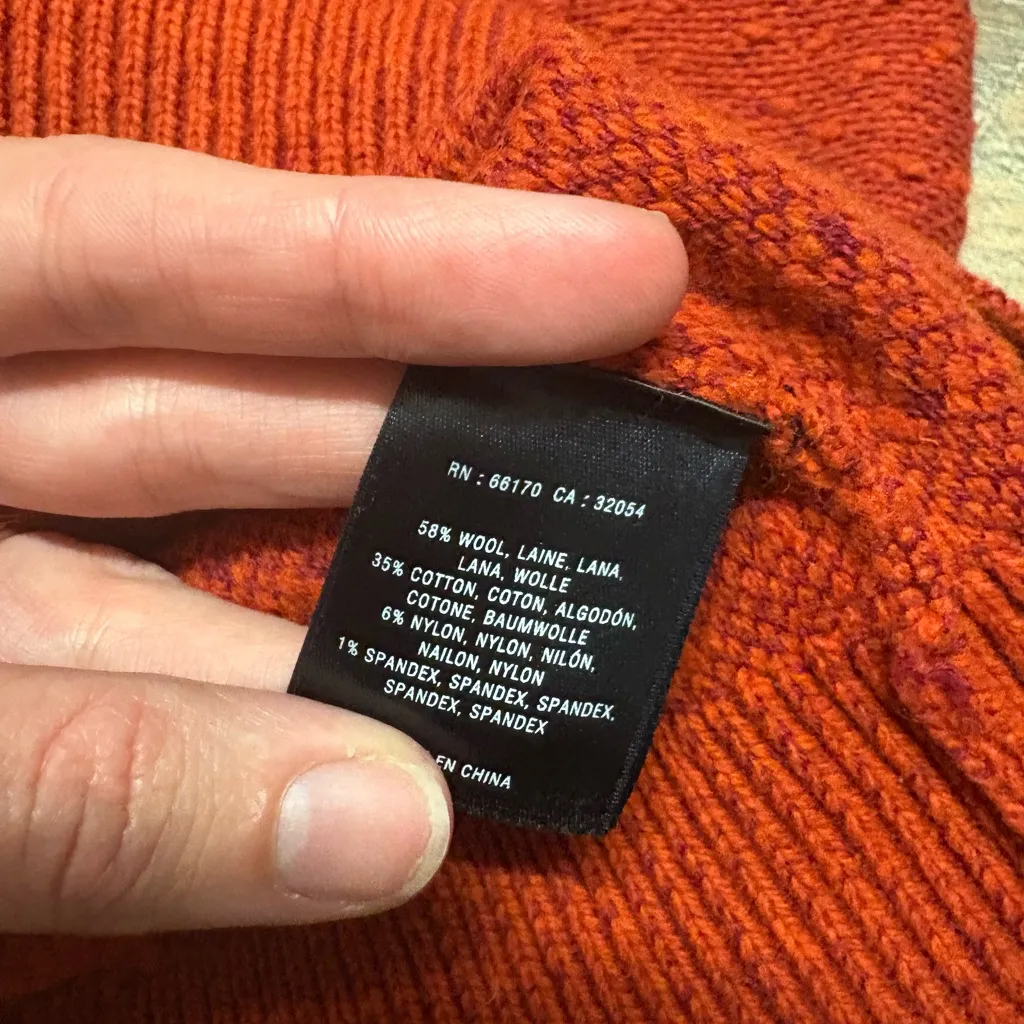 RN : 66170 CA : 32054
58% WOOL, LAINE, LANA,
LANA, WOLLE
35% COTTON, COTON, ALGODÓN,
COTONE, BAUMWOLLE
6% NYLON, NYLON, NILÓN,
NAILON, NYLON
1% SPANDEX, SPANDEX, SPANDEX,
SPANDEX, SPANDEX
EN CHINA